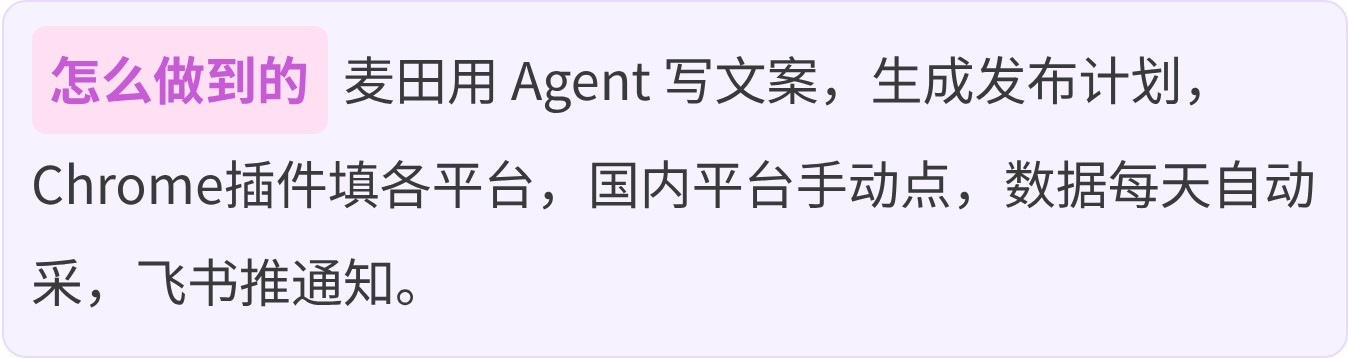 怎么做到的 麦田用 Agent 写文案，生成发布计划，
Chrome插件填各平台，国内平台手动点，数据每天自动
采，飞书推通知。